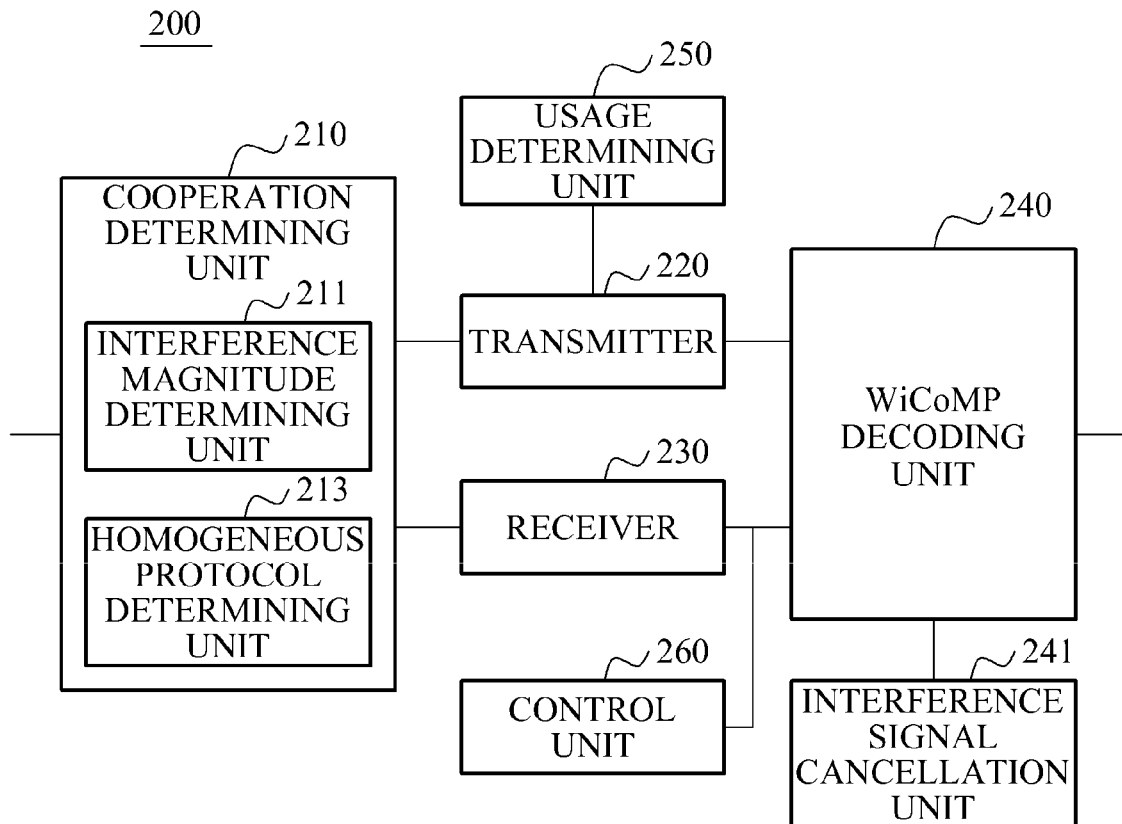 200
250
USAGE
DETERMINING
UNIT
210
COOPERATION
DETERMINING
UNIT
211
INTERFERENCE
MAGNITUDE
DETERMINING
UNIT
213
HOMOGENEOUS
PROTOCOL
DETERMINING
UNIT
220
TRANSMITTER
230
RECEIVER
260
CONTROL
UNIT
240
WiCoMP
DECODING
UNIT
241
INTERFERENCE
SIGNAL
CANCELLATION
UNIT